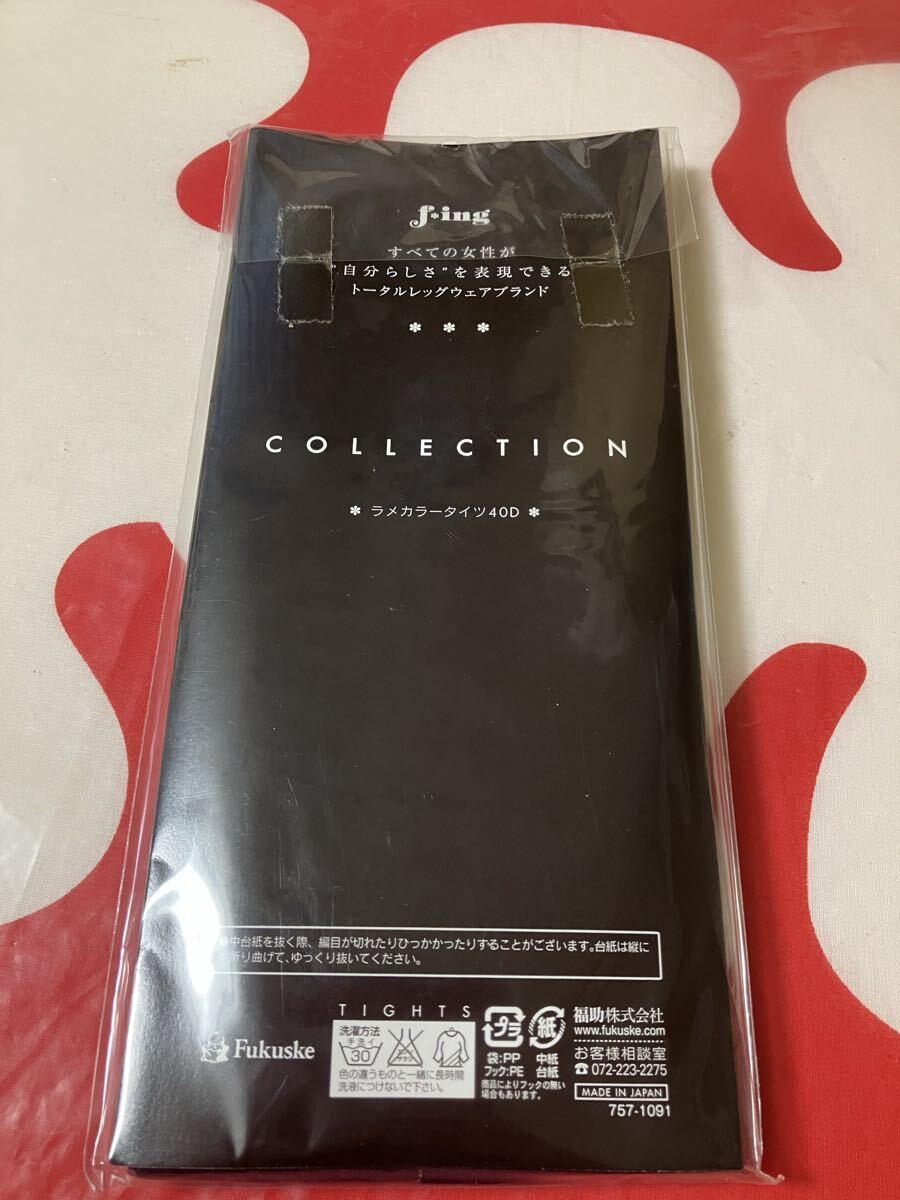 f*ing
すべての女性が
"自分らしさ"を表現できる
トータルレッグウェアブランド
* * *
COLLECTION
* ラメカラータイツ40D *
中台紙を抜く際、編目が切れたりひっかかったりすることがございます。台紙は縦に
折り曲げて、ゆっくり抜いてください。
TIGHTS
Fukuske
洗濯方法
手洗イ
30
エンソサラシ
色の違うものと一緒に長時間
洗液につけないで下さい。
プラ
紙
袋:PP
フック:PE
中紙
台紙
商品によりフックの無い
場合もあります。
福助株式会社
www.fukuske.com
お客様相談室
☎072-223-2275
MADE IN JAPAN
757-1091